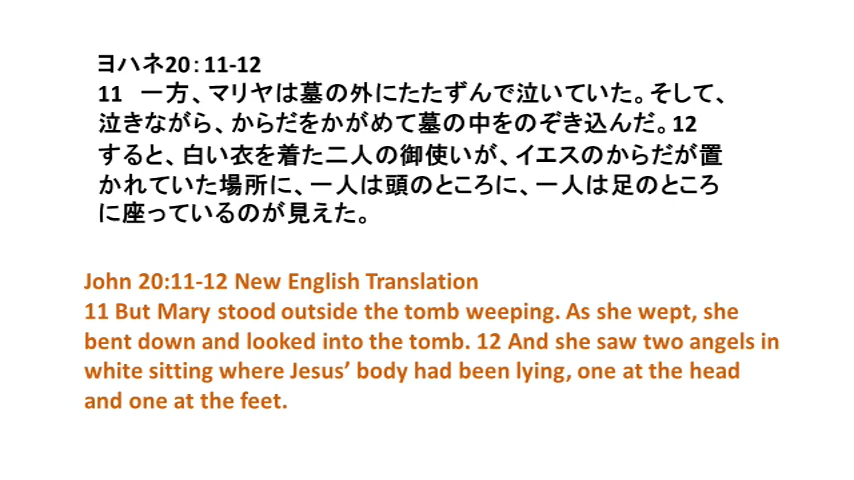 ヨハネ20：11-12
11　一方、マリヤは墓の外にたたずんで泣いていた。そして、
泣きながら、からだをかがめて墓の中をのぞき込んだ。12
すると、白い衣を着た二人の御使いが、イエスのからだが置
かれていた場所に、一人は頭のところに、一人は足のところ
に座っているのが見えた。
John 20:11-12 New English Translation
11 But Mary stood outside the tomb weeping. As she wept, she
bent down and looked into the tomb. 12 And she saw two angels in
white sitting where Jesus’ body had been lying, one at the head
and one at the feet.